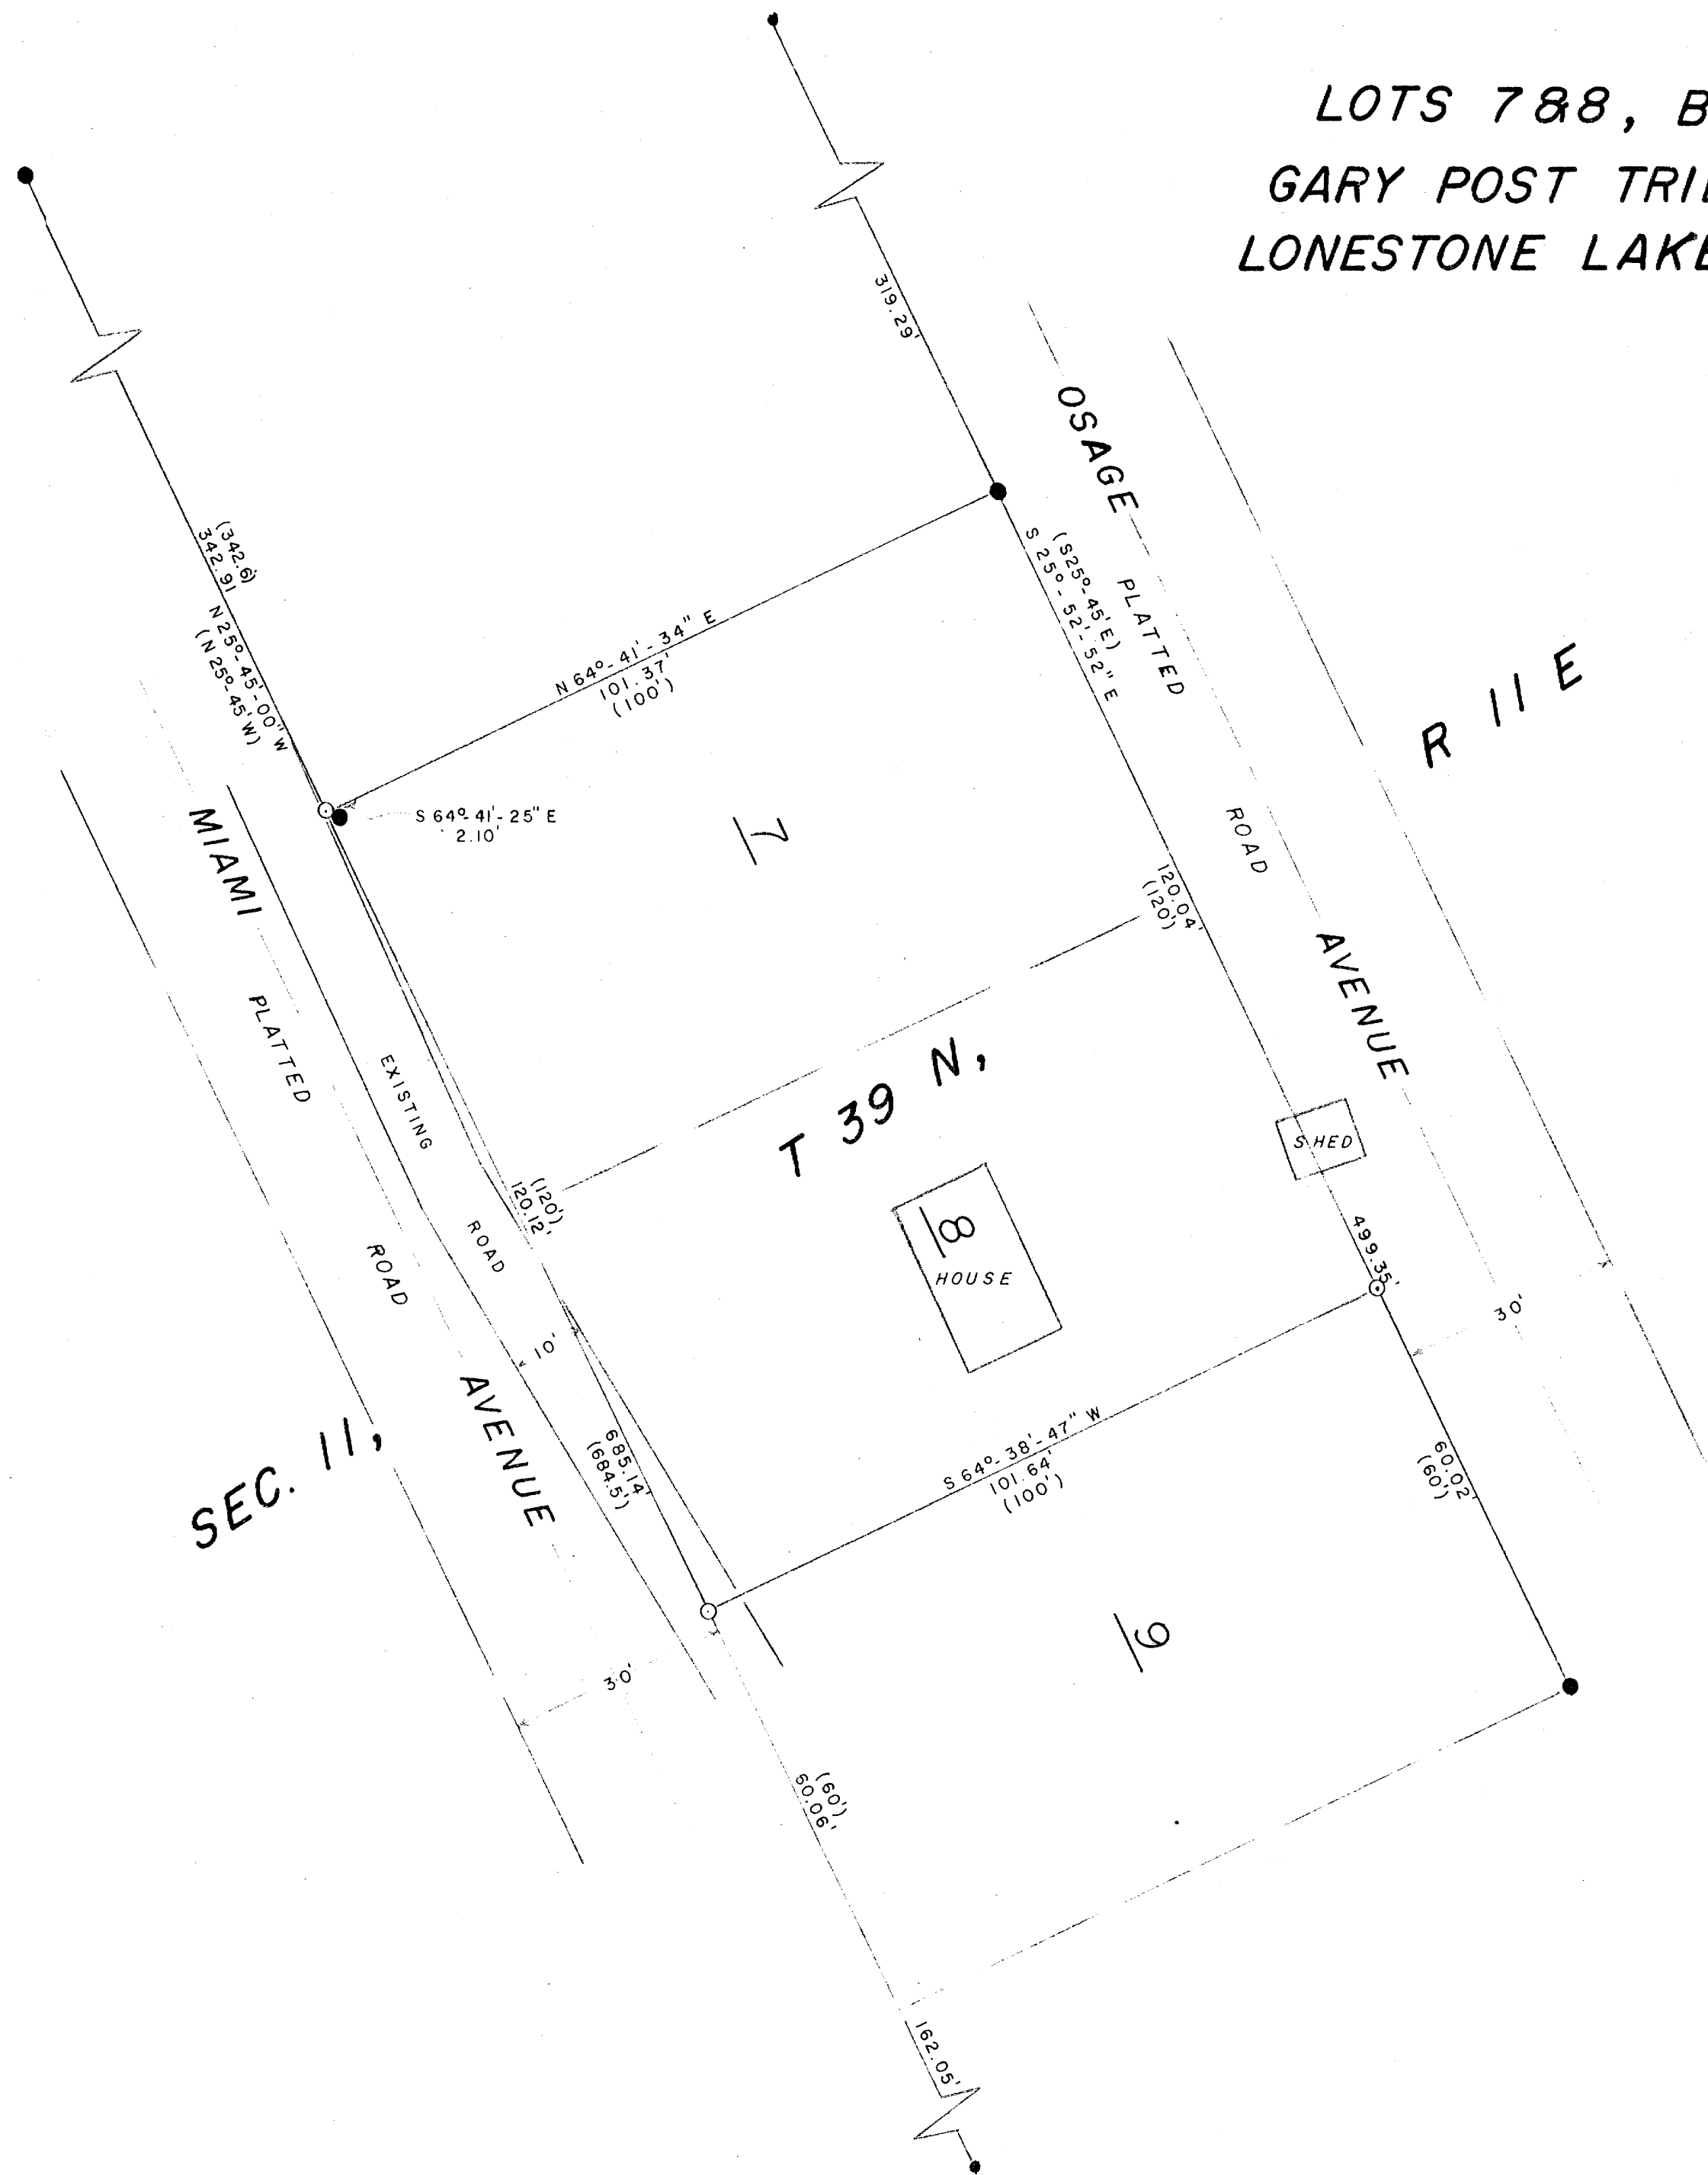 LOTS 7&8, B
GARY POST TRI
LONESTONE LAKE
319.29'
OSAGE
AVENUE
PLATTED
ROAD
(S25°-45'E)
S 25°-52'-52" E
R 11 E
(342.6)
342.91
N 25°-45'-00" W
(N 25°-45' W)
N 64°-41'-34" E
101.37'
(100')
S 64°-41'-25" E
2.10'
7
120.04'
(120')
MIAMI
AVENUE
PLATTED
ROAD
EXISTING
ROAD
T 39 N,
SHED
(120')
120.12'
8
HOUSE
499.35'
30'
10'
SEC. 11,
685.14'
(684.5')
S 64°-38'-47" W
101.64'
(100')
60.02'
(60')
9
30'
(60')
60.06'
162.05'